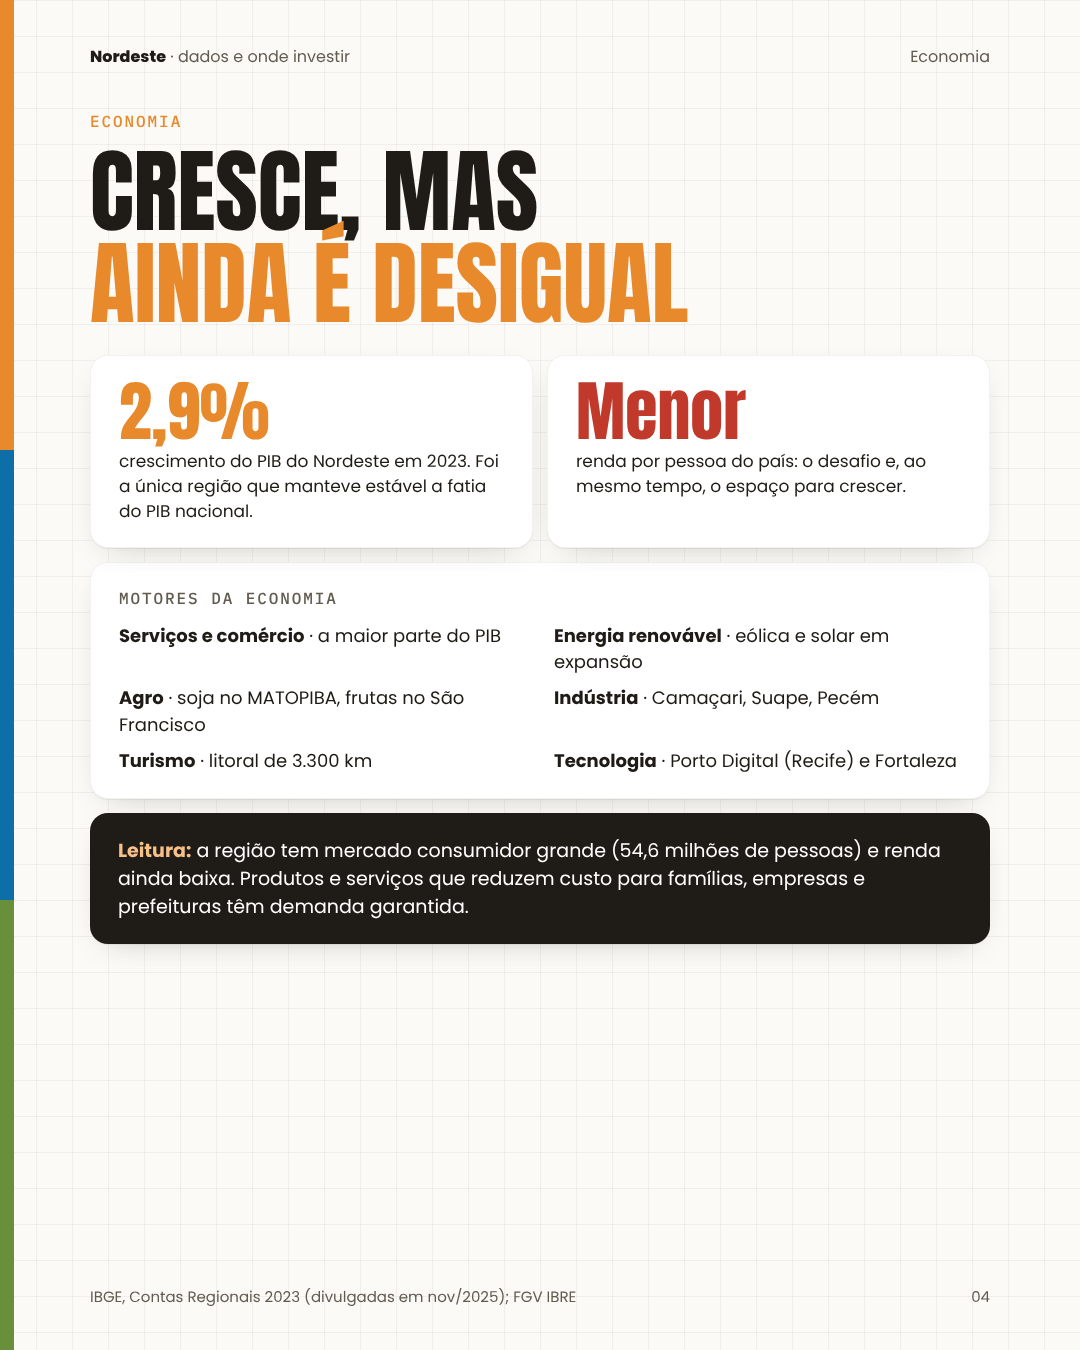 Nordeste · dados e onde investir
Economia
ECONOMIA
CRESCE, MAS
AINDA É DESIGUAL
2,9%
crescimento do PIB do Nordeste em 2023. Foi
a única região que manteve estável a fatia
do PIB nacional.
Menor
renda por pessoa do país: o desafio e, ao
mesmo tempo, o espaço para crescer.
MOTORES DA ECONOMIA
Serviços e comércio · a maior parte do PIB
Energia renovável · eólica e solar em
expansão
Agro · soja no MATOPIBA, frutas no São
Francisco
Indústria · Camaçari, Suape, Pecém
Turismo · litoral de 3.300 km
Tecnologia · Porto Digital (Recife) e Fortaleza
Leitura: a região tem mercado consumidor grande (54,6 milhões de pessoas) e renda
ainda baixa. Produtos e serviços que reduzem custo para famílias, empresas e
prefeituras têm demanda garantida.
IBGE, Contas Regionais 2023 (divulgadas em nov/2025); FGV IBRE
04